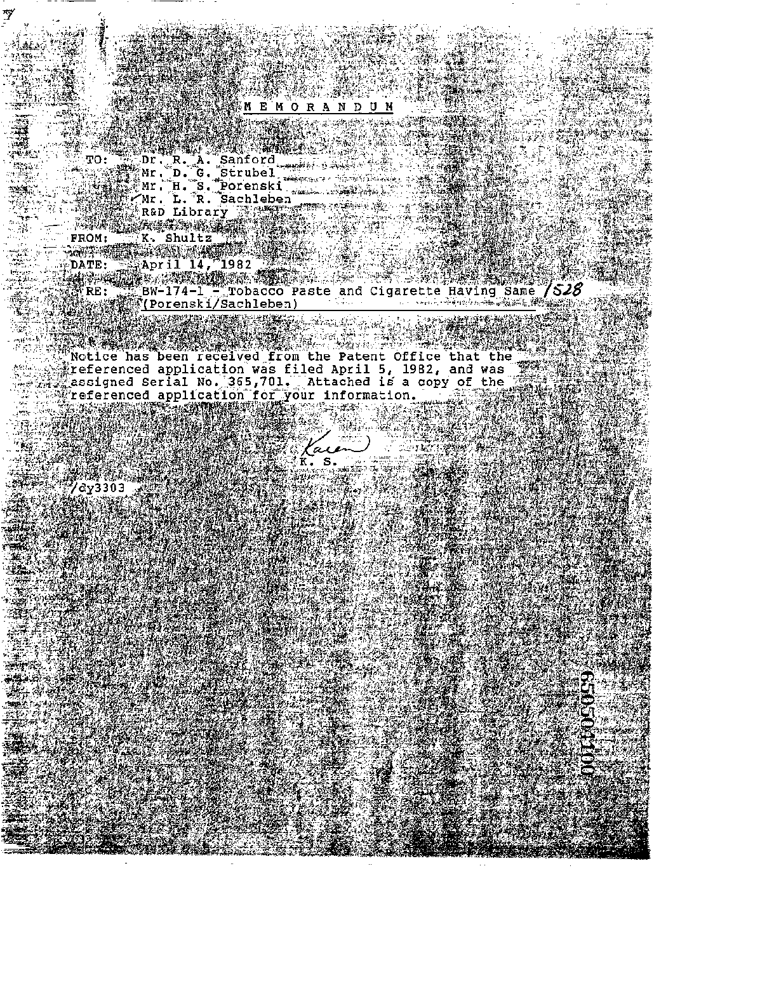 MEMORANDUM
TO: Dr. R. A. Sanford
Mr. D. G. Strubel
Mr. H. S. Porenski
Mr. L. R. Sachleben
R&D Library
FROM: K. Shultz
DATE: April 14, 1982
RE: BW-174-1 - Tobacco Paste and Cigarette Having Same /528
(Porenski/Sachleben)
Notice has been received from the Patent Office that the
referenced application was filed April 5, 1982, and was
assigned Serial No. 365,701. Attached is a copy of the
referenced application for your information.
Karen
K. S.
/dy3303
650504100